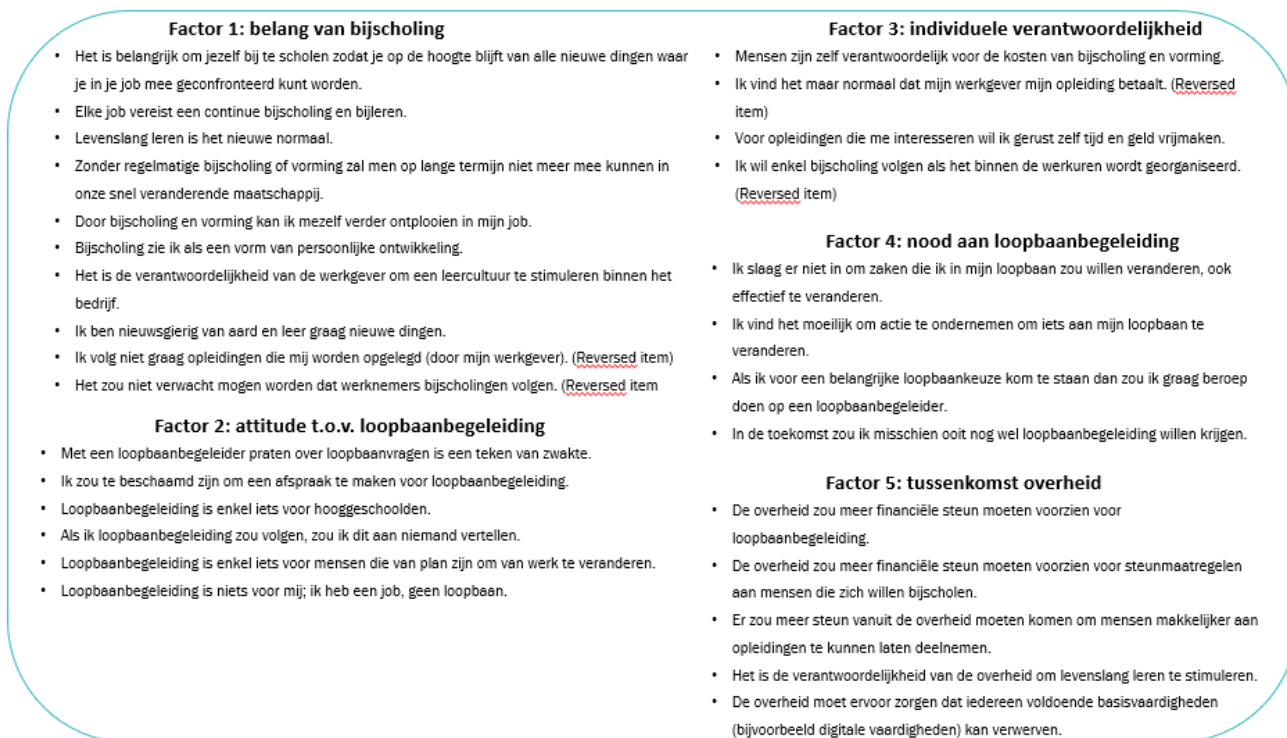 Factor 1: belang van bijscholing
• Het is belangrijk om jezelf bij te scholen zodat je op de hoogte blijft van alle nieuwe dingen waar
je in je job mee geconfronteerd kunt worden.
• Elke job vereist een continue bijscholing en bijleren.
• Levenslang leren is het nieuwe normaal.
• Zonder regelmatige bijscholing of vorming zal men op lange termijn niet meer mee kunnen in
onze snel veranderende maatschappij.
• Door bijscholing en vorming kan ik mezelf verder ontplooien in mijn job.
• Bijscholing zie ik als een vorm van persoonlijke ontwikkeling.
• Het is de verantwoordelijkheid van de werkgever om een leercultuur te stimuleren binnen het
bedrijf.
• Ik ben nieuwsgierig van aard en leer graag nieuwe dingen.
• Ik volg niet graag opleidingen die mij worden opgelegd (door mijn werkgever). (Reversed item)
• Het zou niet verwacht mogen worden dat werknemers bijscholingen volgen. (Reversed item
Factor 2: attitude t.o.v. loopbaanbegeleiding
• Met een loopbaanbegeleider praten over loopbaanvragen is een teken van zwakte.
• Ik zou te beschaamd zijn om een afspraak te maken voor loopbaanbegeleiding.
• Loopbaanbegeleiding is enkel iets voor hooggeschoolden.
• Als ik loopbaanbegeleiding zou volgen, zou ik dit aan niemand vertellen.
• Loopbaanbegeleiding is enkel iets voor mensen die van plan zijn om van werk te veranderen.
• Loopbaanbegeleiding is niets voor mij; ik heb een job, geen loopbaan.
Factor 3: individuele verantwoordelijkheid
• Mensen zijn zelf verantwoordelijk voor de kosten van bijscholing en vorming.
• Ik vind het maar normaal dat mijn werkgever mijn opleiding betaalt. (Reversed
item)
• Voor opleidingen die me interesseren wil ik gerust zelf tijd en geld vrijmaken.
• Ik wil enkel bijscholing volgen als het binnen de werkuren wordt georganiseerd.
(Reversed item)
Factor 4: nood aan loopbaanbegeleiding
• Ik slaag er niet in om zaken die ik in mijn loopbaan zou willen veranderen, ook
effectief te veranderen.
• Ik vind het moeilijk om actie te ondernemen om iets aan mijn loopbaan te
veranderen.
• Als ik voor een belangrijke loopbaankeuze kom te staan dan zou ik graag beroep
doen op een loopbaanbegeleider.
• In de toekomst zou ik misschien ooit nog wel loopbaanbegeleiding willen krijgen.
Factor 5: tussenkomst overheid
• De overheid zou meer financiële steun moeten voorzien voor
loopbaanbegeleiding.
• De overheid zou meer financiële steun moeten voorzien voor steunmaatregelen
aan mensen die zich willen bijscholen.
• Er zou meer steun vanuit de overheid moeten komen om mensen makkelijker aan
opleidingen te kunnen laten deelnemen.
• Het is de verantwoordelijkheid van de overheid om levenslang leren te stimuleren.
• De overheid moet ervoor zorgen dat iedereen voldoende basisvaardigheden
(bijvoorbeeld digitale vaardigheden) kan verwerven.